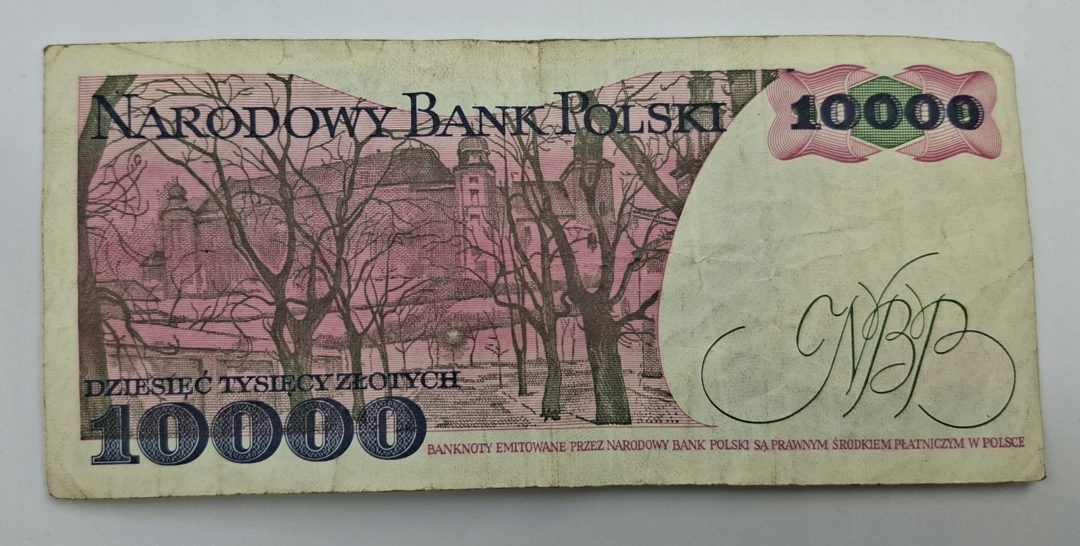 NARODOWY BANK POLSKI
10000
NBP
DZIESIĘĆ TYSIĘCY ZŁOTYCH
10000
BANKNOTY EMITOWANE PRZEZ NARODOWY BANK POLSKI SĄ PRAWNYM ŚRODKIEM PŁATNICZYM W POLSCE